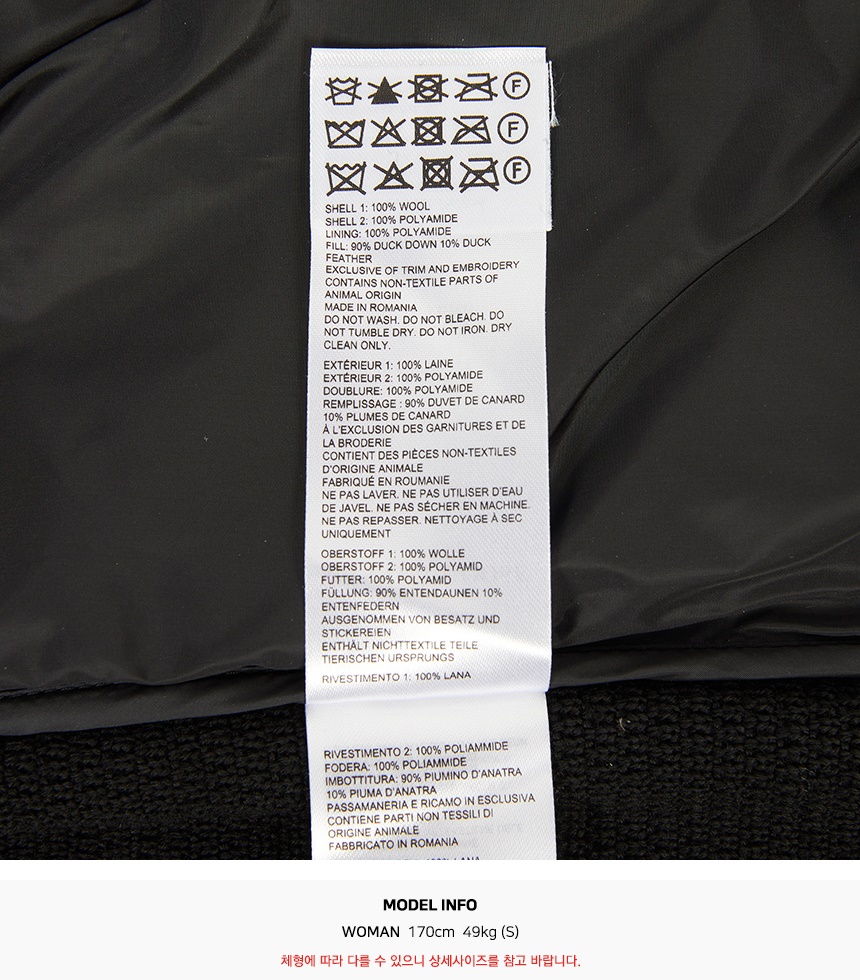 F
F
F
SHELL 1: 100% WOOL
SHELL 2: 100% POLYAMIDE
LINING: 100% POLYAMIDE
FILL: 90% DUCK DOWN 10% DUCK
FEATHER
EXCLUSIVE OF TRIM AND EMBROIDERY
CONTAINS NON-TEXTILE PARTS OF
ANIMAL ORIGIN
MADE IN ROMANIA
DO NOT WASH. DO NOT BLEACH. DO
NOT TUMBLE DRY. DO NOT IRON. DRY
CLEAN ONLY.
EXTÉRIEUR 1: 100% LAINE
EXTÉRIEUR 2: 100% POLYAMIDE
DOUBLURE: 100% POLYAMIDE
REMPLISSAGE : 90% DUVET DE CANARD
10% PLUMES DE CANARD
À L'EXCLUSION DES GARNITURES ET DE
LA BRODERIE
CONTIENT DES PIÈCES NON-TEXTILES
D'ORIGINE ANIMALE
FABRIQUÉ EN ROUMANIE
NE PAS LAVER. NE PAS UTILISER D'EAU
DE JAVEL. NE PAS SÉCHER EN MACHINE.
NE PAS REPASSER. NETTOYAGE À SEC
UNIQUEMENT
OBERSTOFF 1: 100% WOLLE
OBERSTOFF 2: 100% POLYAMID
FUTTER: 100% POLYAMID
FÜLLUNG: 90% ENTENDAUNEN 10%
ENTENFEDERN
AUSGENOMMEN VON BESATZ UND
STICKEREIEN
ENTHÄLT NICHTTEXTILE TEILE
TIERISCHEN URSPRUNGS
RIVESTIMENTO 1: 100% LANA
RIVESTIMENTO 2: 100% POLIAMMIDE
FODERA: 100% POLIAMMIDE
IMBOTTITURA: 90% PIUMINO D'ANATRA
10% PIUMA D'ANATRA
PASSAMANERIA E RICAMO IN ESCLUSIVA
CONTIENE PARTI NON TESSILI DI
ORIGINE ANIMALE
FABBRICATO IN ROMANIA
MODEL INFO
WOMAN 170cm 49kg (S)
체형에 따라 다를 수 있으니 상세사이즈를 참고 바랍니다.